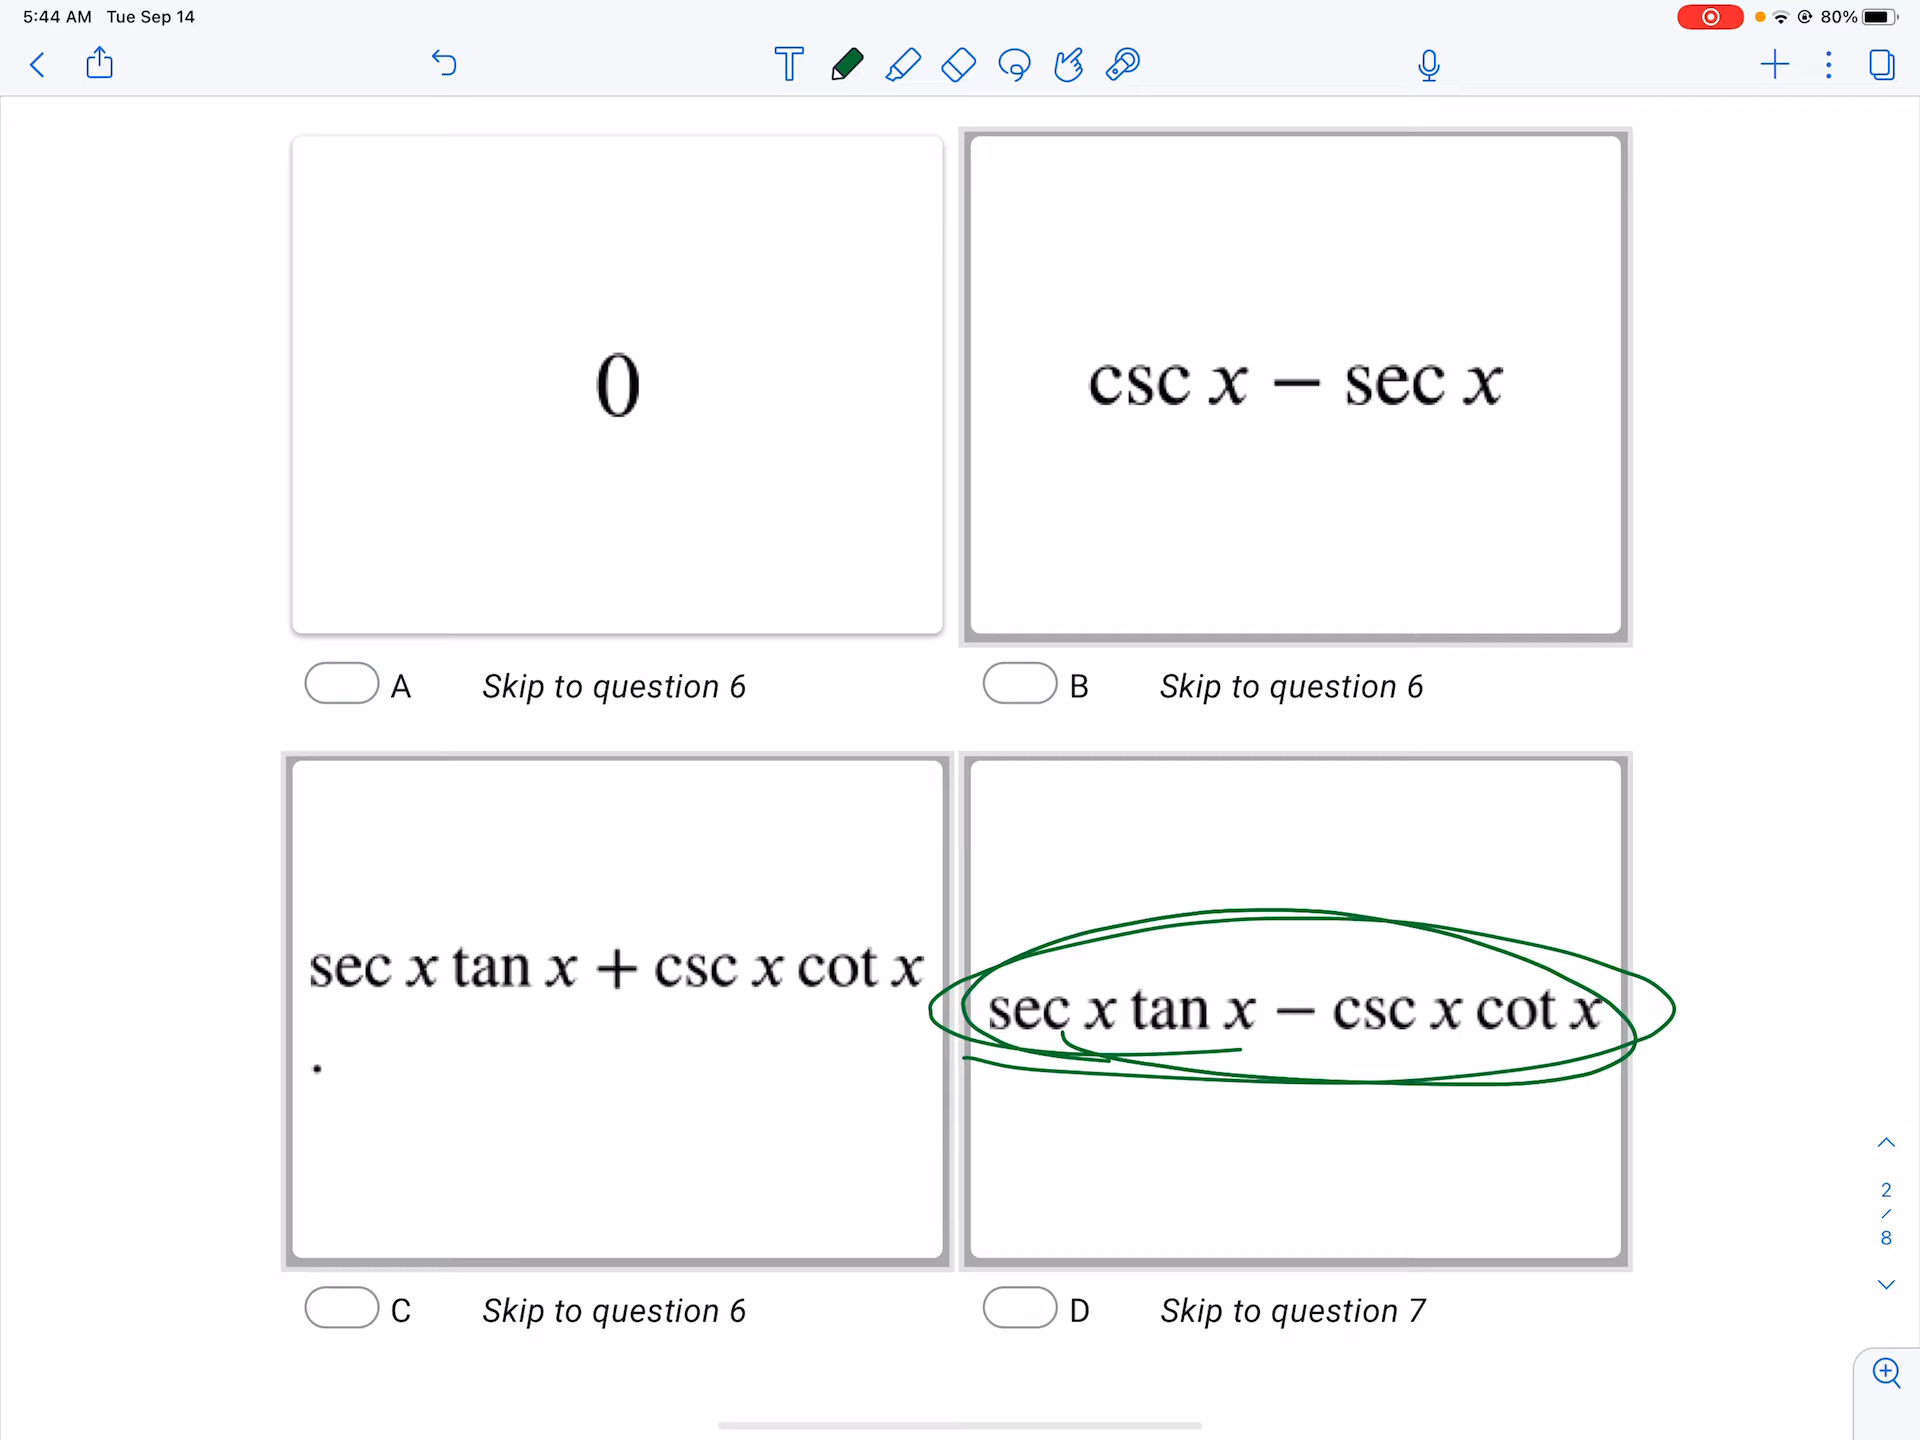 5:44 AM Tue Sep 14
80%
0
csc x − sec x
A Skip to question 6
B Skip to question 6
sec x tan x + csc x cot x
.
sec x tan x − csc x cot x
C Skip to question 6
D Skip to question 7
2
/
8